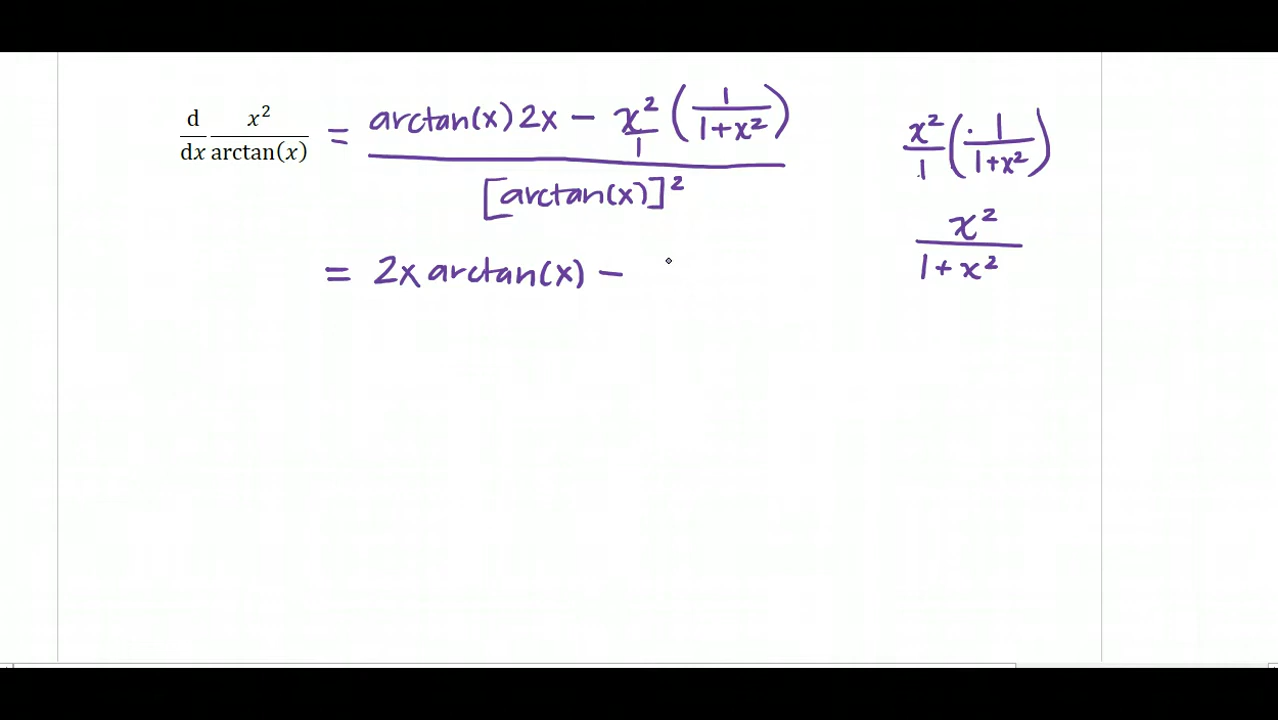 d/dx x²/arctan(x) = (arctan(x) 2x − x²/1 (1/(1+x²)))/[arctan(x)]²
x²/1 (· 1/(1+x²))
x²/(1+x²)
= 2x arctan(x) −